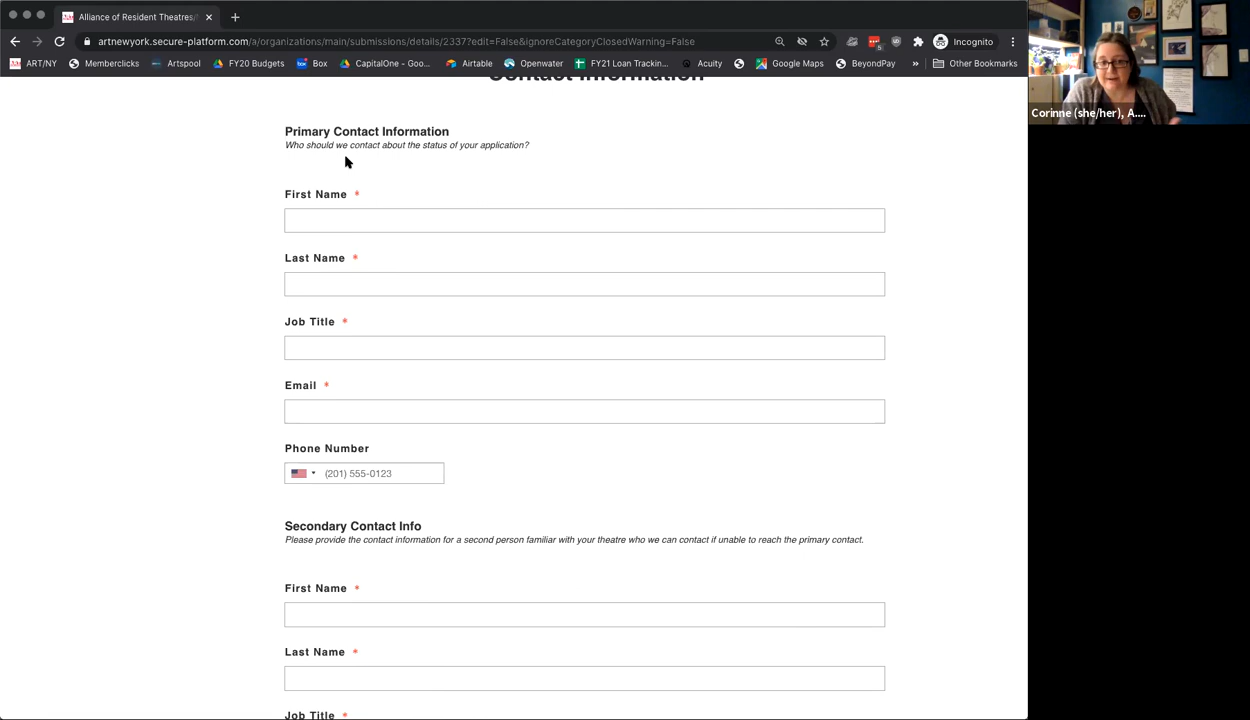 Alliance of Resident Theatres/
artnewyork.secure-platform.com/a/organizations/main/submissions/details/2337?edit=False&ignoreCategoryClosedWarning=False
Incognito
ART/NY
Memberclicks
Artspool
FY20 Budgets
Box
CapitalOne - Goo...
Airtable
Openwater
FY21 Loan Trackin...
Acuity
Google Maps
BeyondPay
»
Other Bookmarks
Contact Information
Corinne (she/her), A....
Primary Contact Information
Who should we contact about the status of your application?
First Name *
Last Name *
Job Title *
Email *
Phone Number
(201) 555-0123
Secondary Contact Info
Please provide the contact information for a second person familiar with your theatre who we can contact if unable to reach the primary contact.
First Name *
Last Name *
Job Title *